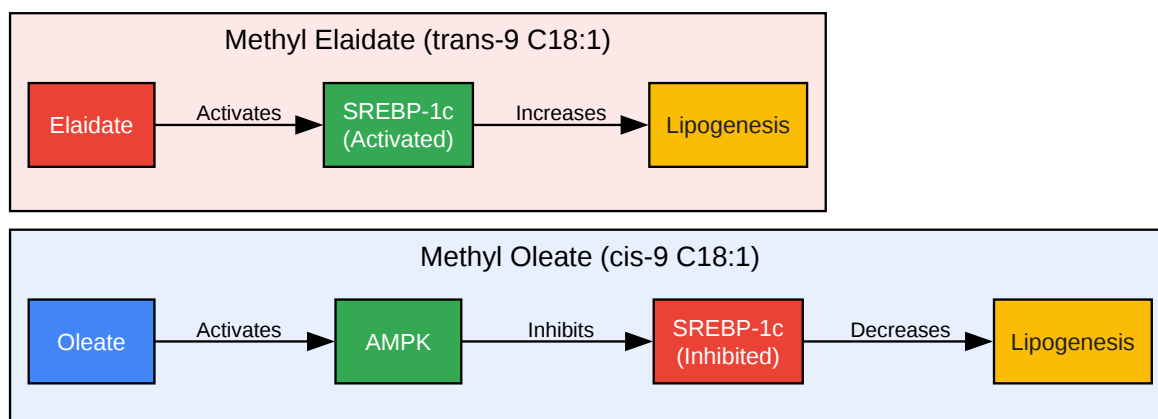 Methyl Elaidate (trans-9 C18:1)
Elaidate
Activates
SREBP-1c
(Activated)
Increases
Lipogenesis
Methyl Oleate (cis-9 C18:1)
Oleate
Activates
AMPK
Inhibits
SREBP-1c
(Inhibited)
Decreases
Lipogenesis